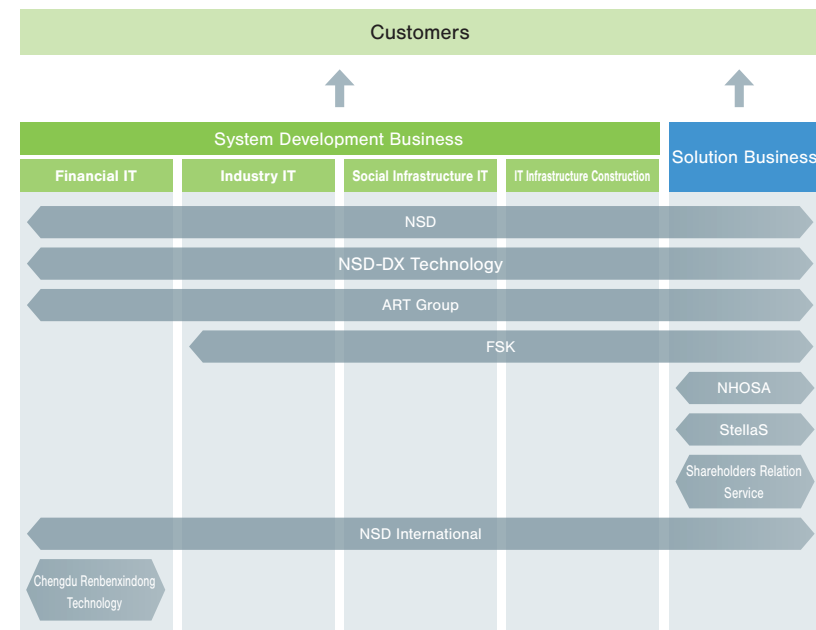 Customers
System Development Business
Solution Business
Financial IT
Industry IT
Social Infrastructure IT
IT Infrastructure Construction
NSD
NSD-DX Technology
ART Group
FSK
NHOSA
StellaS
Shareholders Relation
Service
NSD International
Chengdu Renbenxindong
Technology